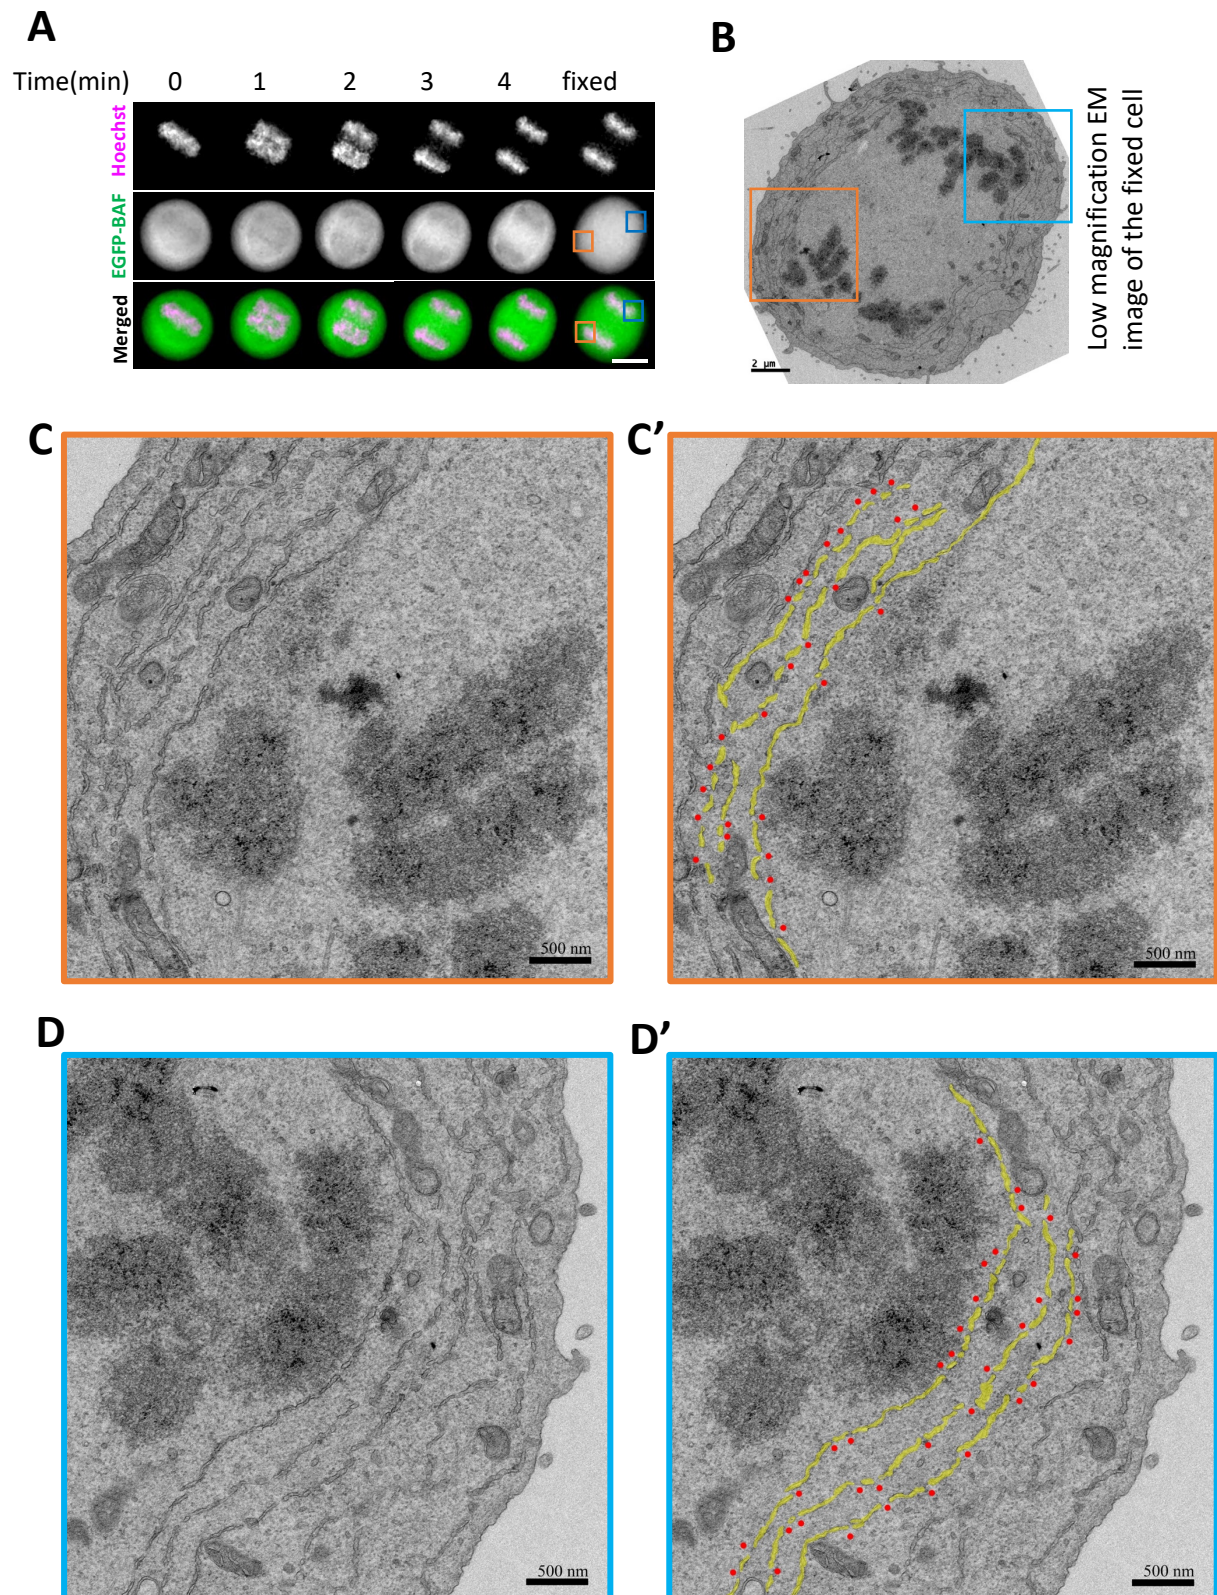 A
B
Time(min) 0 1 2 3 4 fixed
Hoechst
EGFP-BAF
Merged
2 µm
Low magnification EM
image of the fixed cell
C
C’
500 nm
500 nm
D
D’
500 nm
500 nm